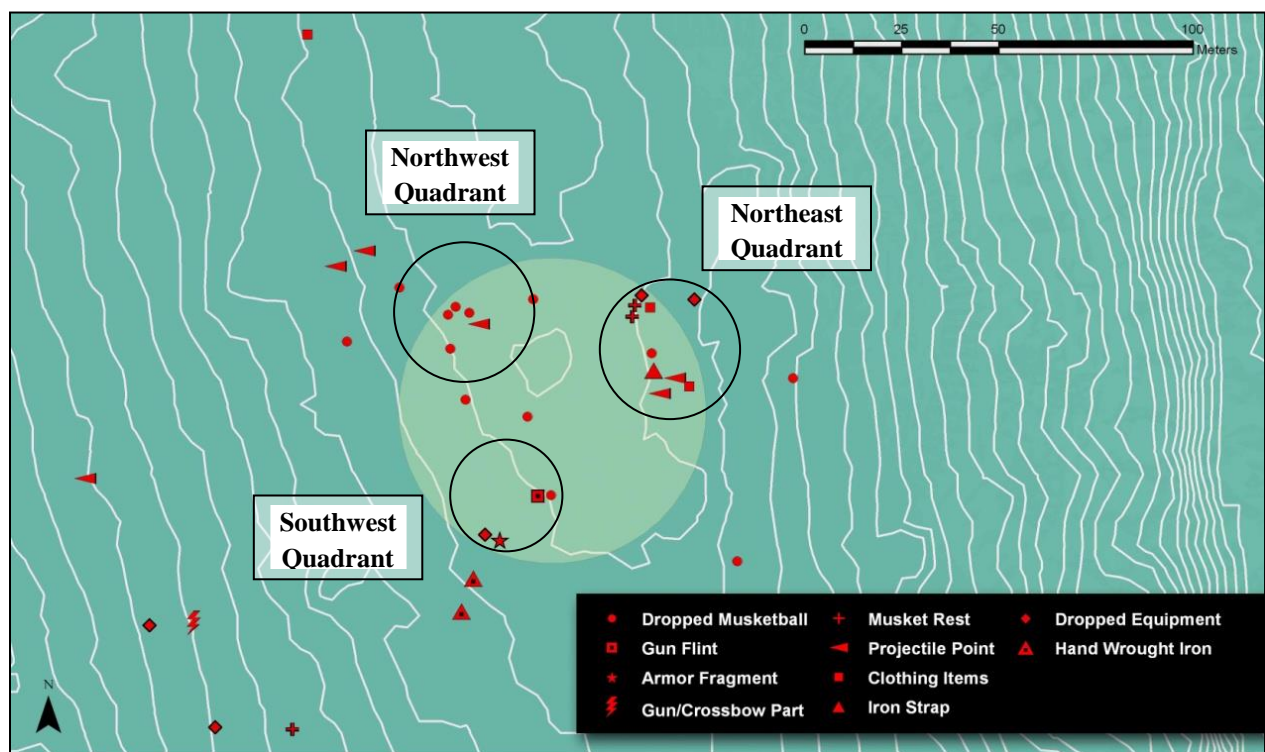 0 25 50 100
Meters
Northwest
Quadrant
Northeast
Quadrant
Southwest
Quadrant
N
Dropped Musketball
Gun Flint
Armor Fragment
Gun/Crossbow Part
Musket Rest
Projectile Point
Clothing Items
Iron Strap
Dropped Equipment
Hand Wrought Iron